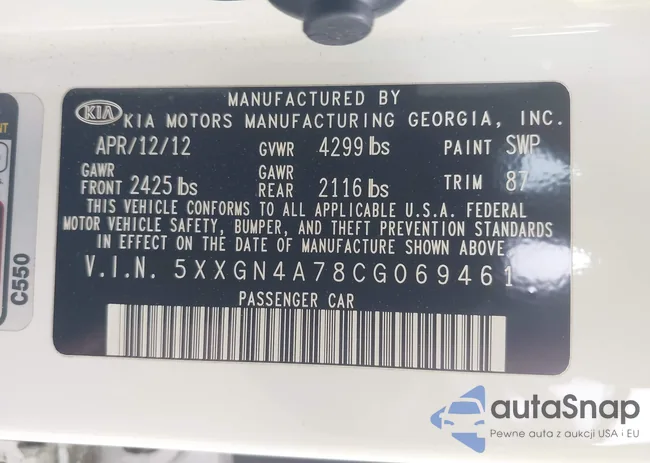 MANUFACTURED BY
KIA KIA MOTORS MANUFACTURING GEORGIA, INC.
APR/12/12 GVWR 4299 lbs PAINT SWP
GAWR FRONT 2425 lbs GAWR REAR 2116 lbs TRIM 87
THIS VEHICLE CONFORMS TO ALL APPLICABLE U.S.A. FEDERAL
MOTOR VEHICLE SAFETY, BUMPER, AND THEFT PREVENTION STANDARDS
IN EFFECT ON THE DATE OF MANUFACTURE SHOWN ABOVE.
V.I.N. 5XXGN4A78CG069461
PASSENGER CAR
C550
autaSnap
Pewne auta z aukcji USA i EU